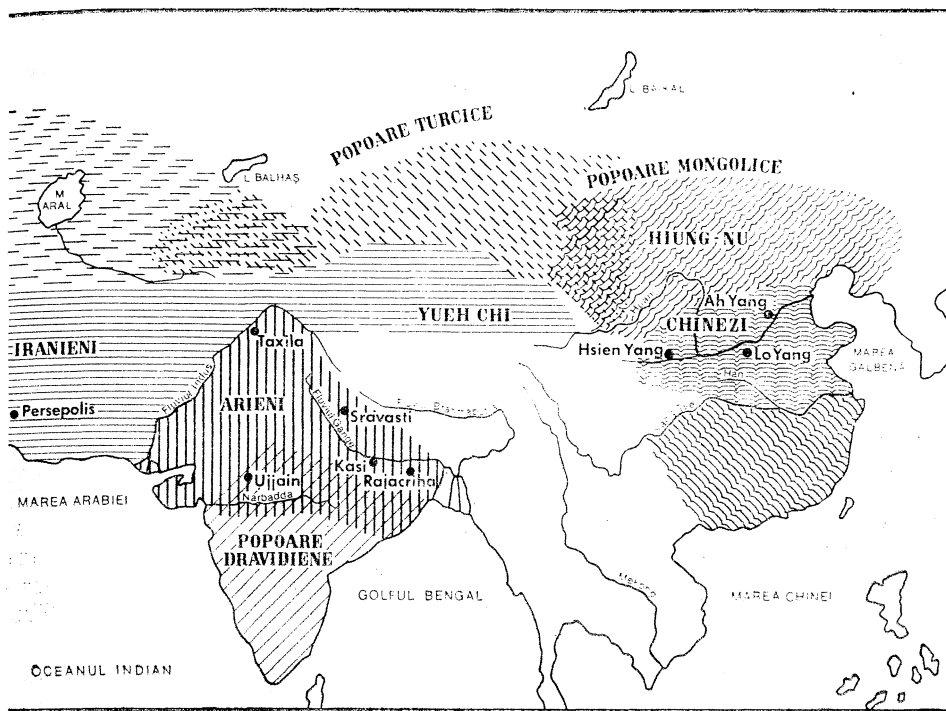 L BAIKAL
POPOARE TURCICE
POPOARE MONGOLICE
L BALHAȘ
M
ARAL
HIUNG-NU
Ah Yang
YUEH CHI
CHINEZI
Taxila
IRANIENI
Hsien Yang
Lo Yang
MAREA
GALBENA
Han
Fluviul Indus
ARIENI
Fluviul Gange
Persepolis
Sravasti
Kasi
Rajacriha
Ujjain
Narbadda
MAREA ARABIEI
POPOARE
DRAVIDIENE
GOLFUL BENGAL
Mekong
MAREA CHINEI
OCEANUL INDIAN